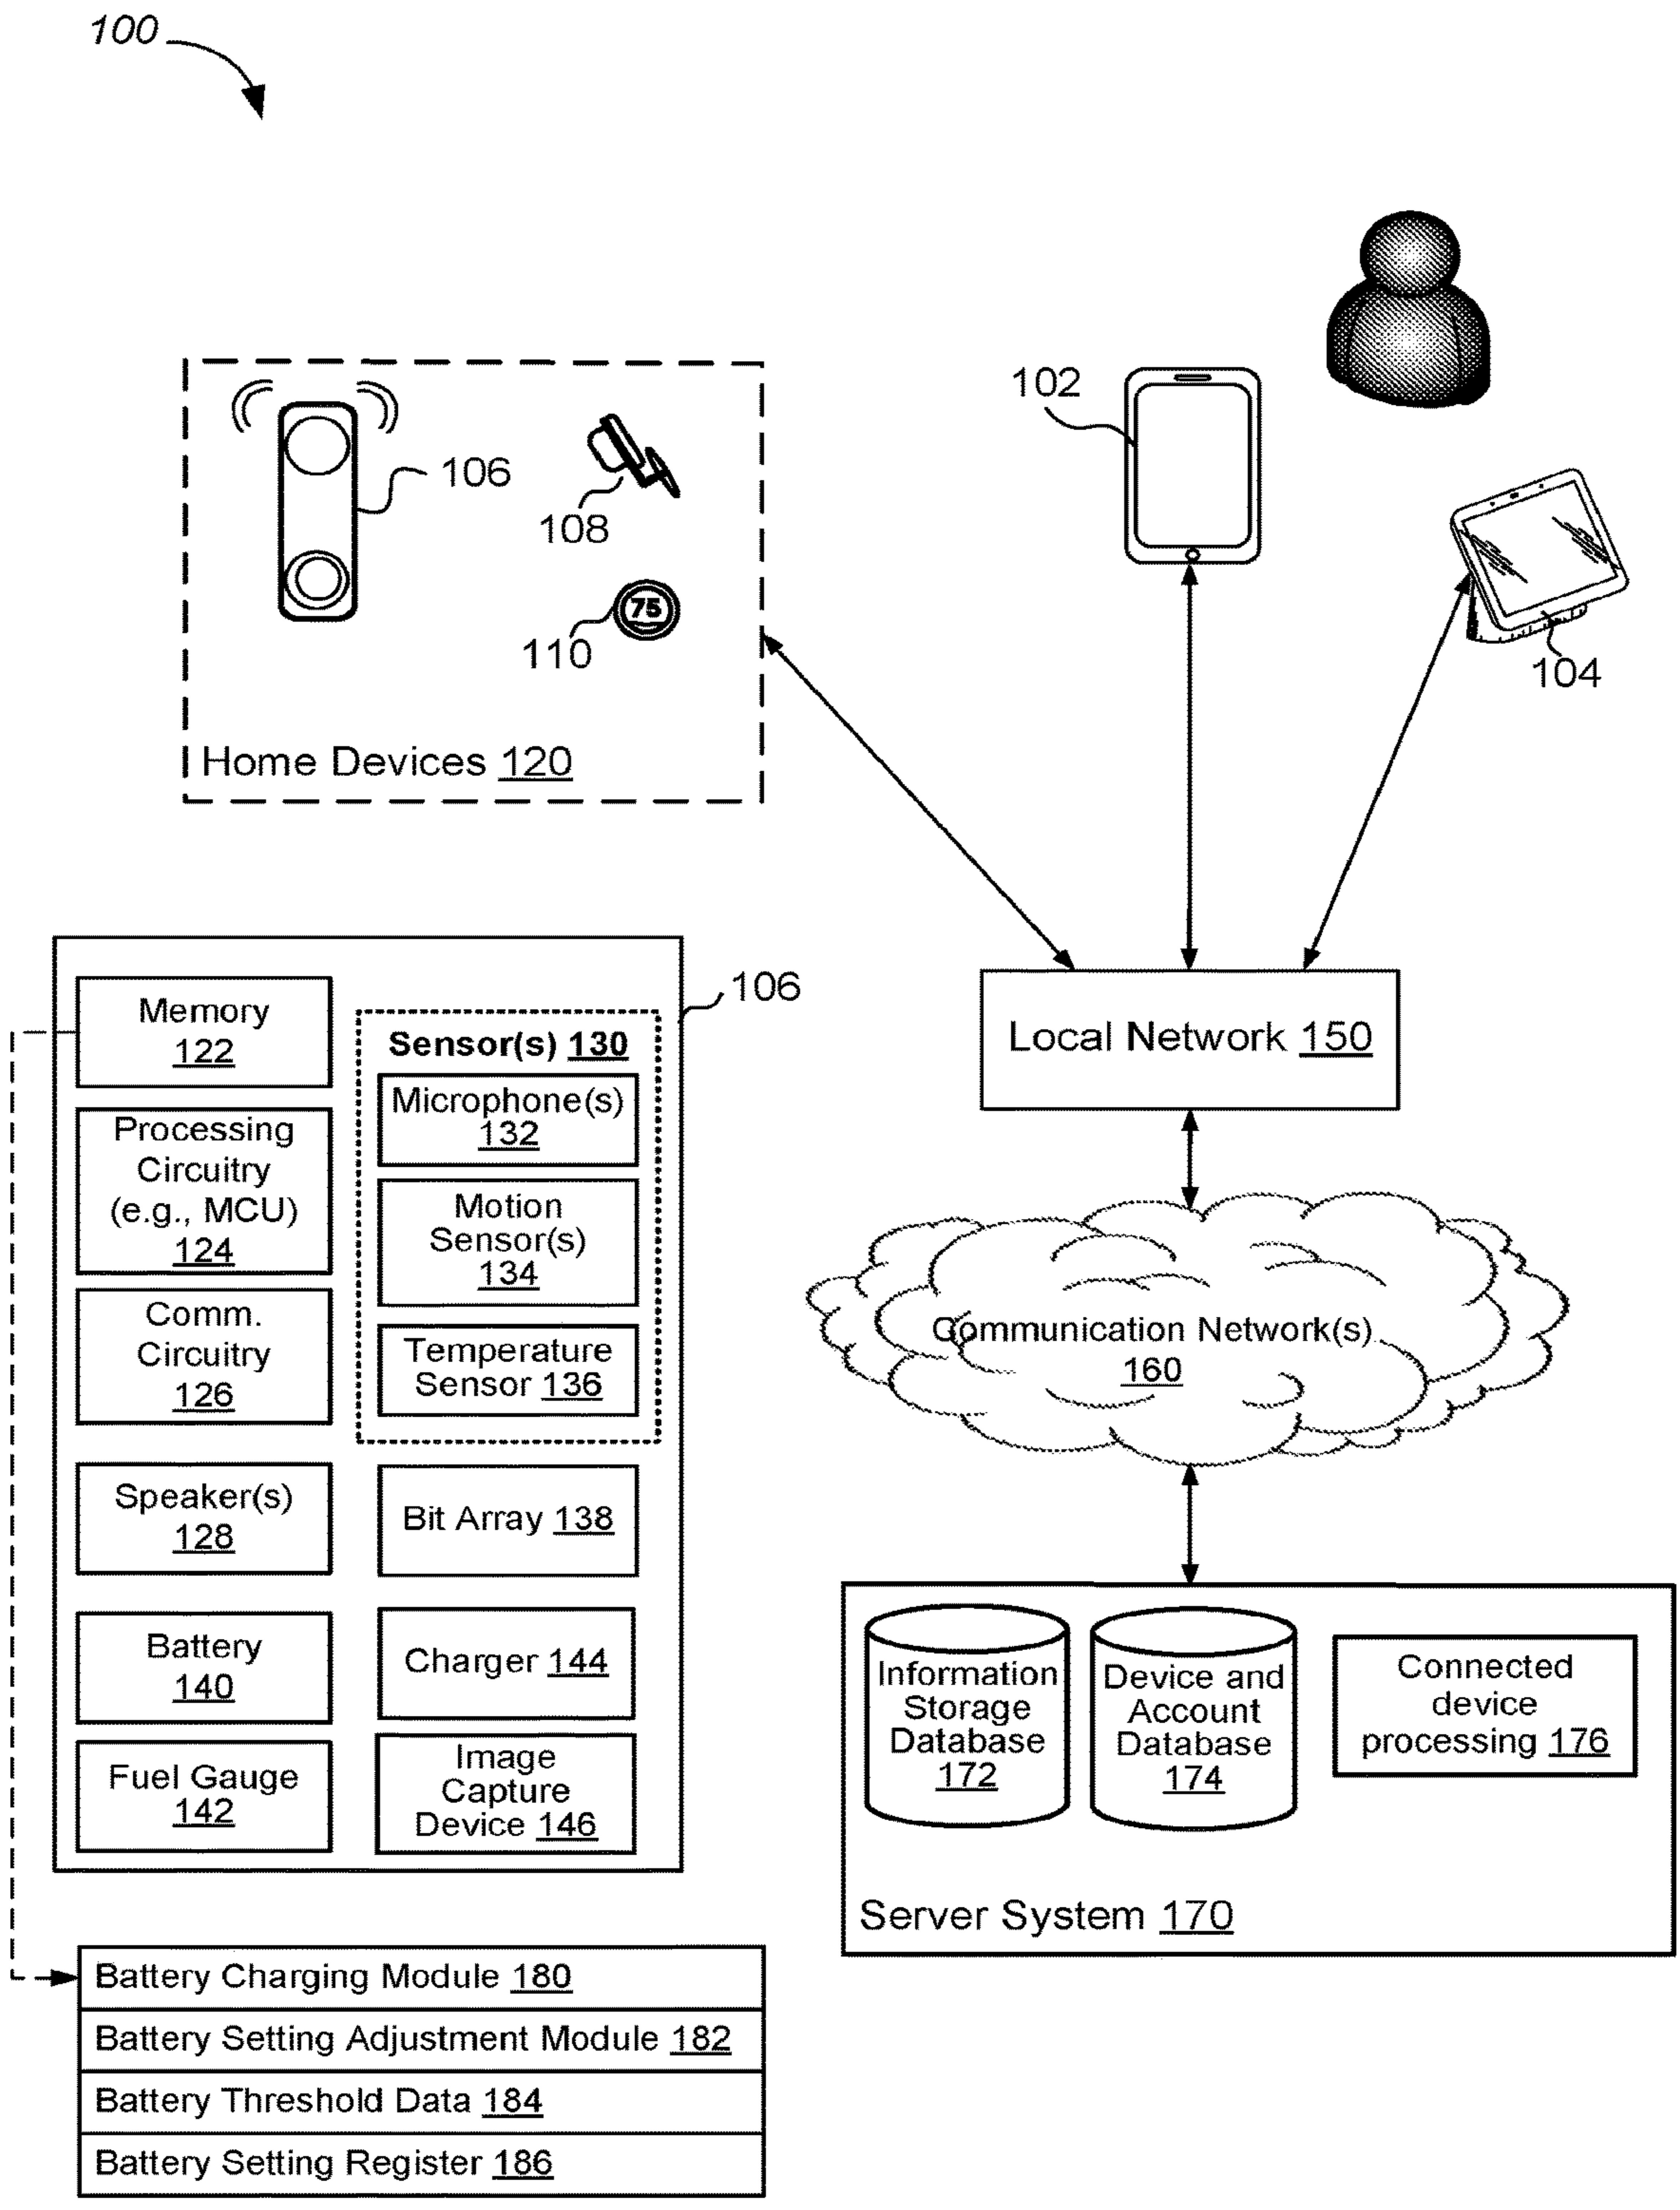 100
106
108
110
75
Home Devices 120
102
104
106
Memory
122
Processing
Circuitry
(e.g., MCU)
124
Comm.
Circuitry
126
Speaker(s)
128
Battery
140
Fuel Gauge
142
Sensor(s) 130
Microphone(s)
132
Motion
Sensor(s)
134
Temperature
Sensor 136
Bit Array 138
Charger 144
Image
Capture
Device 146
Local Network 150
Communication Network(s)
160
Information
Storage
Database
172
Device and
Account
Database
174
Connected
device
processing 176
Server System 170
Battery Charging Module 180
Battery Setting Adjustment Module 182
Battery Threshold Data 184
Battery Setting Register 186